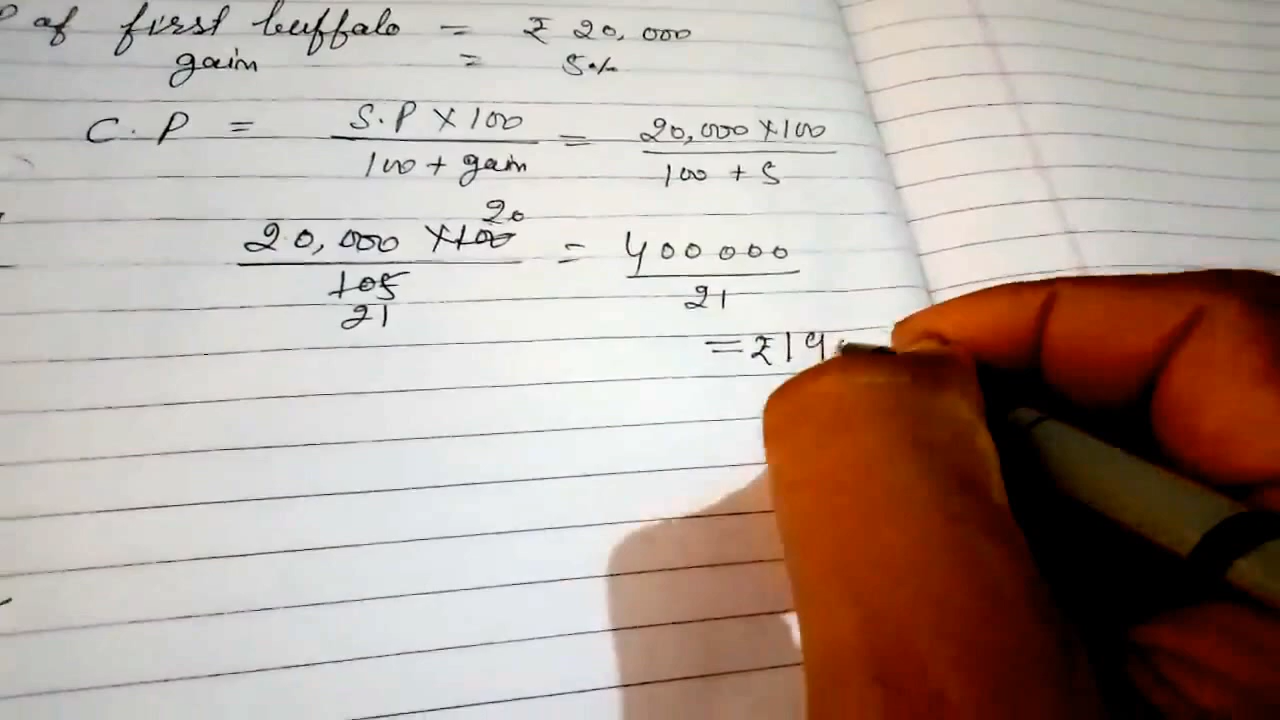 P of first buffalo = ₹ 20,000
gain = 5%
C.P = S.P × 100 / 100 + gain = 20,000 × 100 / 100 + 5
20
20,000 × 100 / 105 = 400000 / 21
21
= ₹ 19